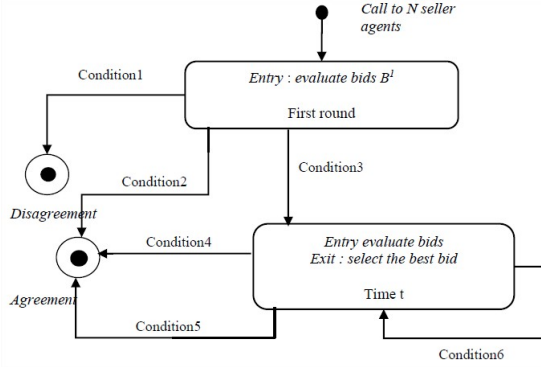 Call to N seller
agents
Condition1
Entry : evaluate bids B¹
First round
Condition3
Condition2
Disagreement
Condition4
Entry evaluate bids
Exit : select the best bid
Time t
Agreement
Condition5
Condition6